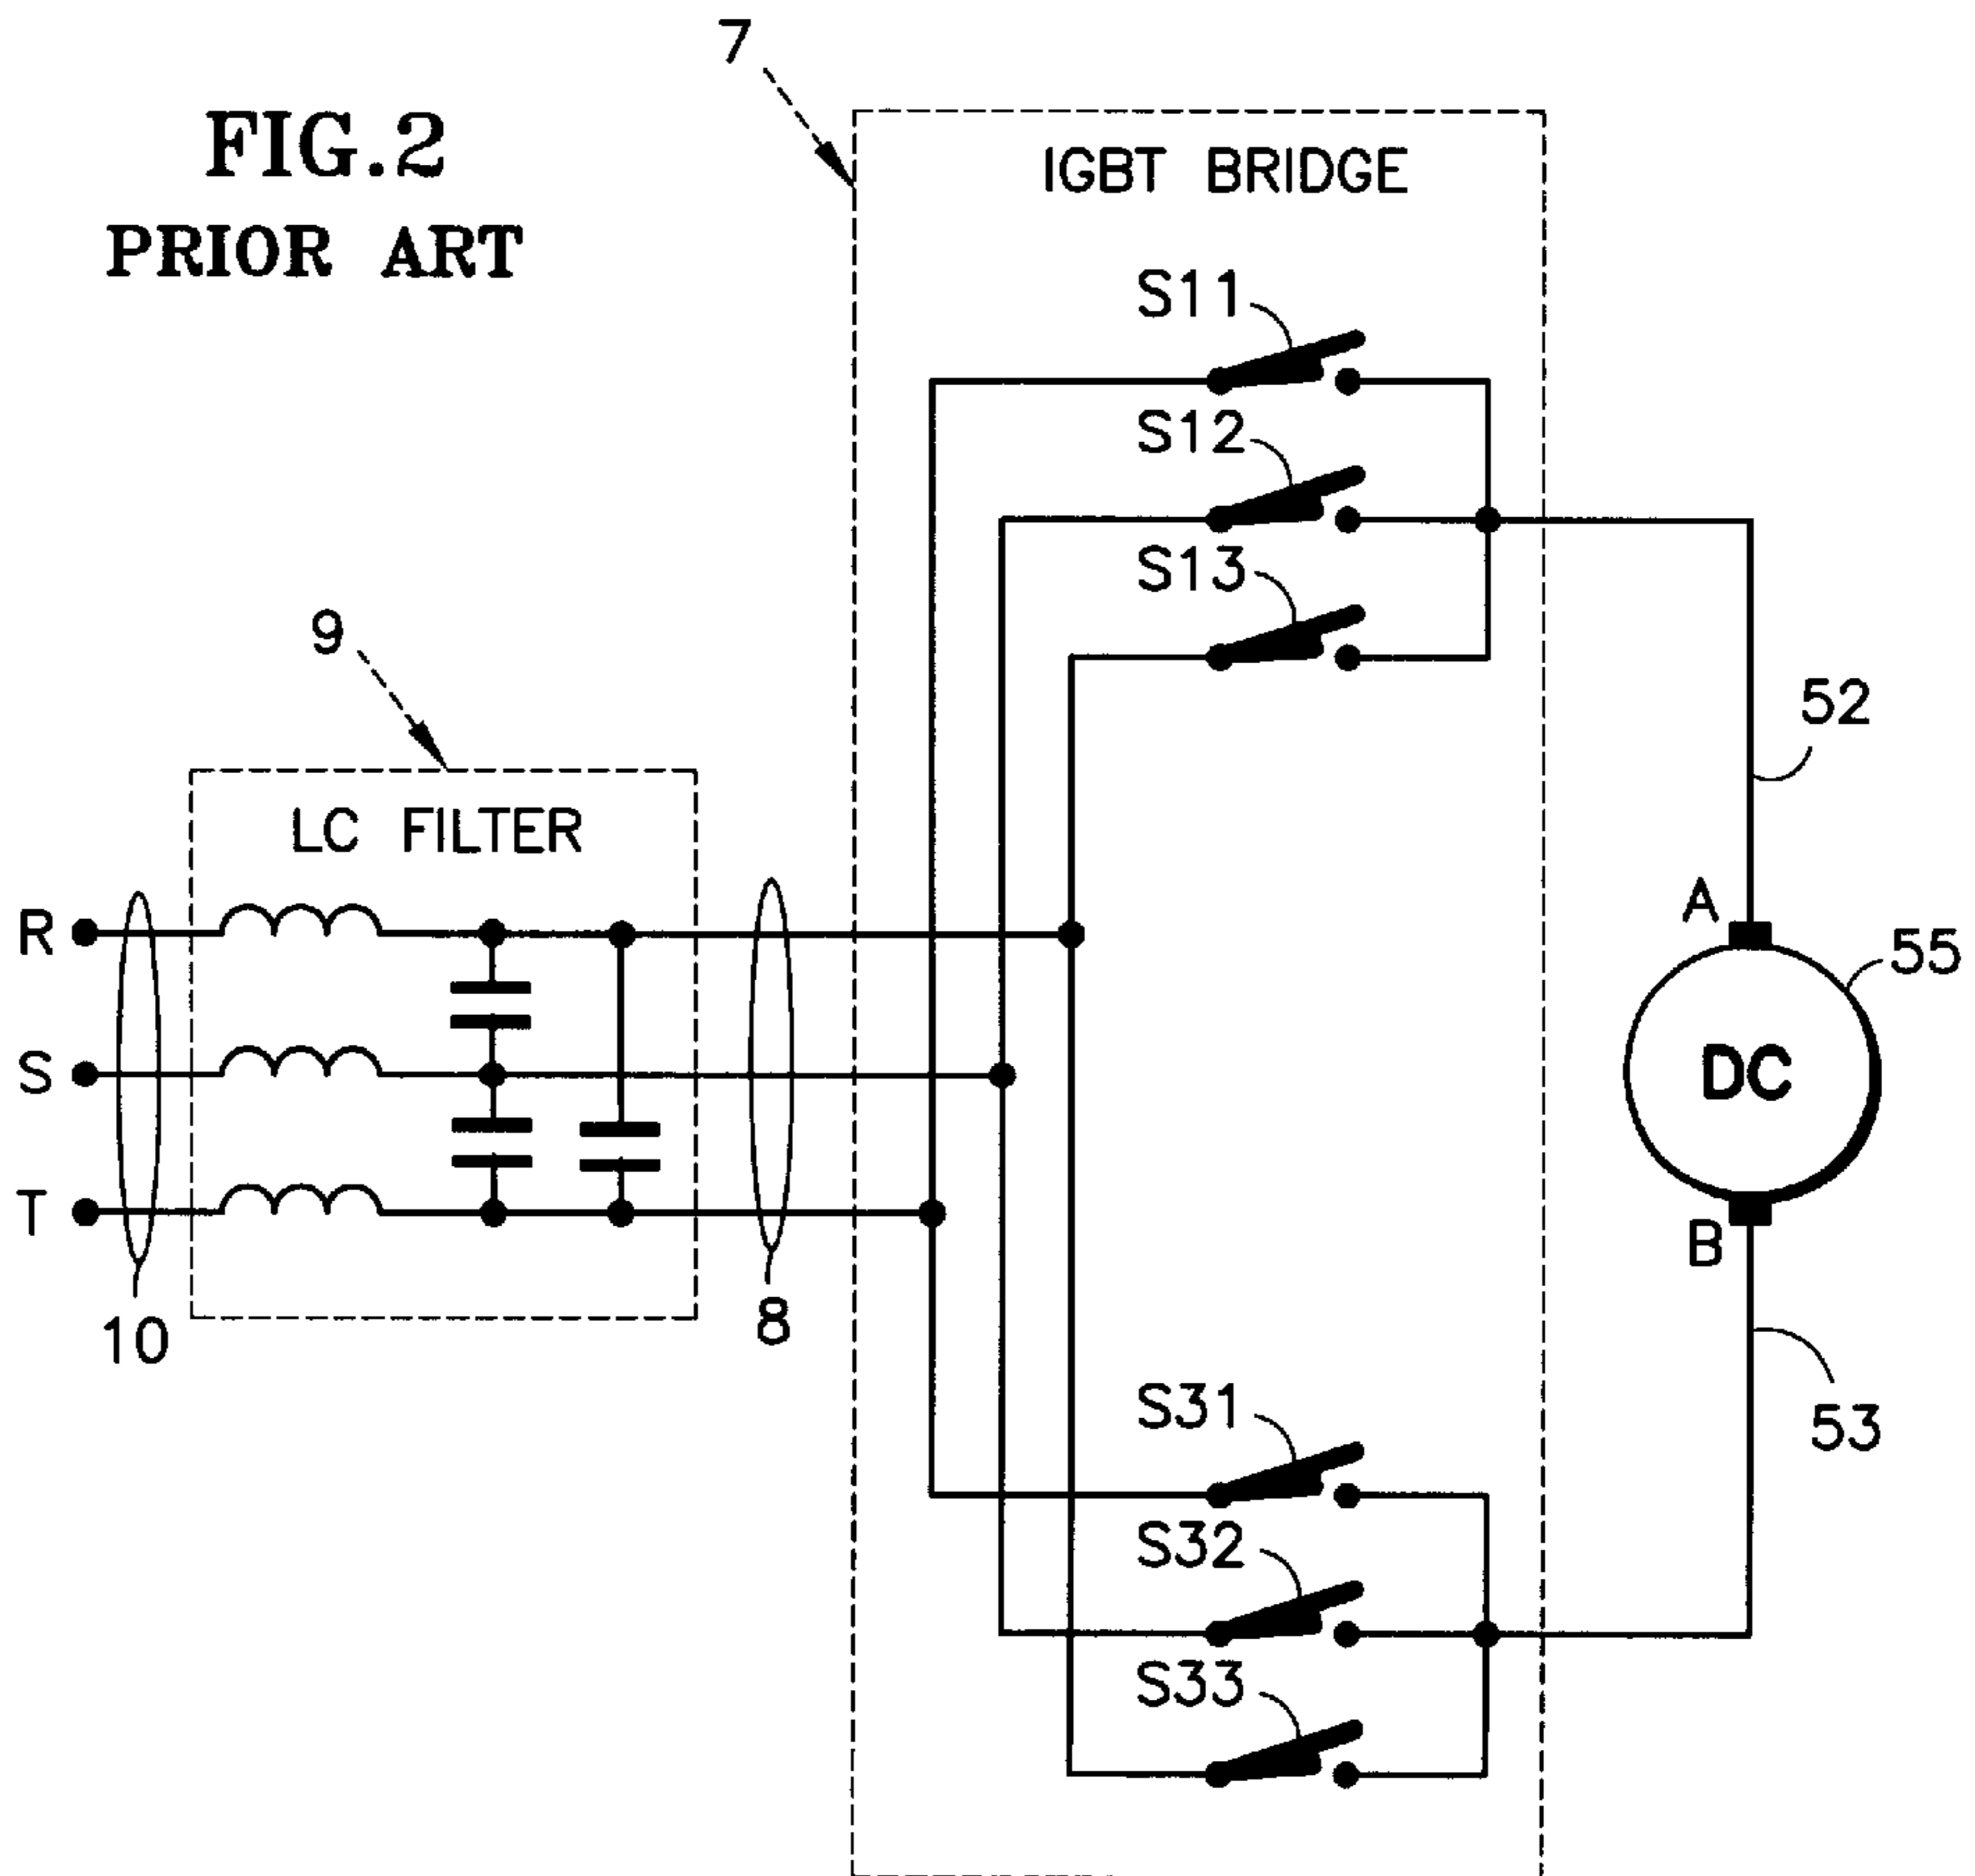 FIG.2
PRIOR ART
7
IGBT BRIDGE
S11
S12
S13
52
9
LC FILTER
R
S
T
10
8
A
55
DC
B
53
S31
S32
S33